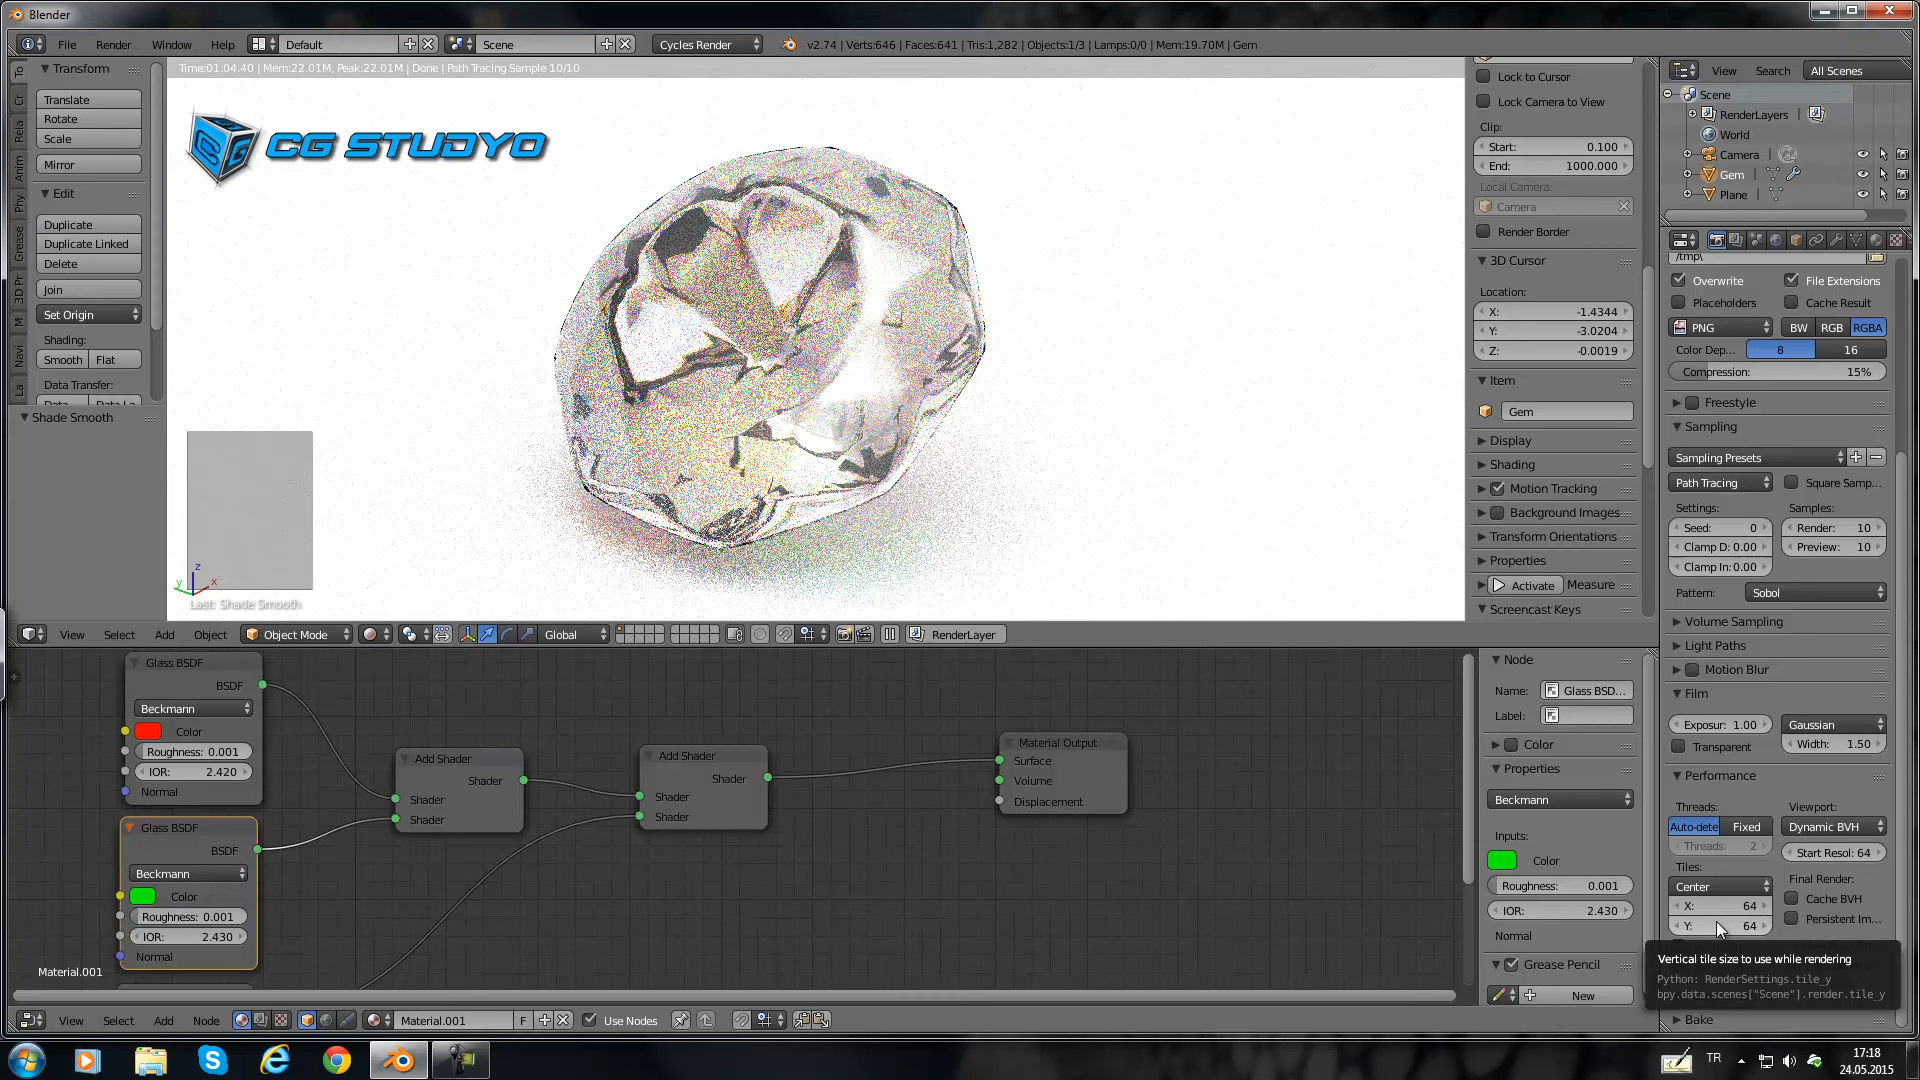 Blender
File Render Window Help Default Scene Cycles Render v2.74 | Verts:646 | Faces:641 | Tris:1,282 | Objects:1/3 | Lamps:0/0 | Mem:19.70M | Gem
Time:01:04.40 | Mem:22.01M, Peak:22.01M | Done | Path Tracing Sample 10/10
CG STUDYO
To
Cr
Rela
Anim
Phy
Grease
3D Pr
M
Navi
La
Transform
Translate
Rotate
Scale
Mirror
Edit
Duplicate
Duplicate Linked
Delete
Join
Set Origin
Shading:
Smooth Flat
Data Transfer:
Data Data La
Shade Smooth
z
y x
Last: Shade Smooth
View Select Add Object Object Mode Global RenderLayer
Lock to Cursor
Lock Camera to View
Clip:
Start: 0.100
End: 1000.000
Local Camera:
Camera
Render Border
3D Cursor
Location:
X: -1.4344
Y: -3.0204
Z: -0.0019
Item
Gem
Display
Shading
Motion Tracking
Background Images
Transform Orientations
Properties
Activate Measure
Screencast Keys
View Search All Scenes
Scene
RenderLayers
World
Camera
Gem
Plane
/tmp\
Overwrite File Extensions
Placeholders Cache Result
PNG BW RGB RGBA
Color Dep... 8 16
Compression: 15%
Freestyle
Sampling
Sampling Presets
Path Tracing Square Samp...
Settings: Samples:
Seed: 0 Render: 10
Clamp D: 0.00 Preview: 10
Clamp In: 0.00
Pattern: Sobol
Volume Sampling
Light Paths
Motion Blur
Film
Exposur: 1.00 Gaussian
Transparent Width: 1.50
Performance
Threads: Viewport:
Auto-dete Fixed Dynamic BVH
Threads: 2 Start Resol: 64
Tiles: Final Render:
Center Cache BVH
X: 64
Y: 64 Persistent Im...
Vertical tile size to use while rendering
Python: RenderSettings.tile_y
bpy.data.scenes["Scene"].render.tile_y
Bake
Glass BSDF
BSDF
Beckmann
Color
Roughness: 0.001
IOR: 2.420
Normal
Glass BSDF
BSDF
Beckmann
Color
Roughness: 0.001
IOR: 2.430
Normal
Add Shader
Shader
Shader
Shader
Add Shader
Shader
Shader
Shader
Material Output
Surface
Volume
Displacement
Material.001
Node
Name: Glass BSD...
Label:
Color
Properties
Beckmann
Inputs:
Color
Roughness: 0.001
IOR: 2.430
Normal
Grease Pencil
New
View Select Add Node Material.001 F Use Nodes
TR
17:18
24.05.2015